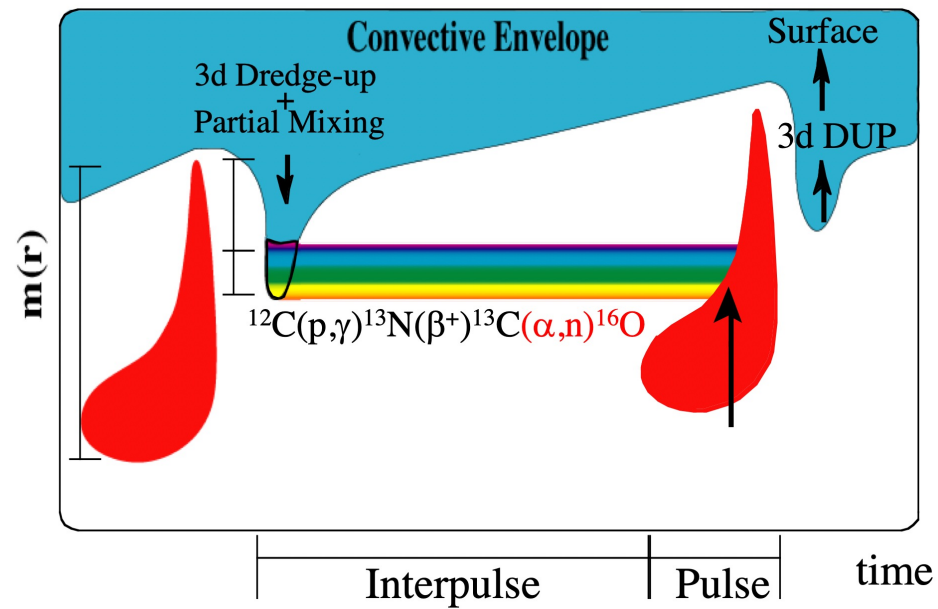 Convective Envelope
Surface
3d Dredge-up
+
Partial Mixing
3d DUP
m(r)
¹²C(p,γ)¹³N(β⁺)¹³C(α,n)¹⁶O
Interpulse
Pulse
time